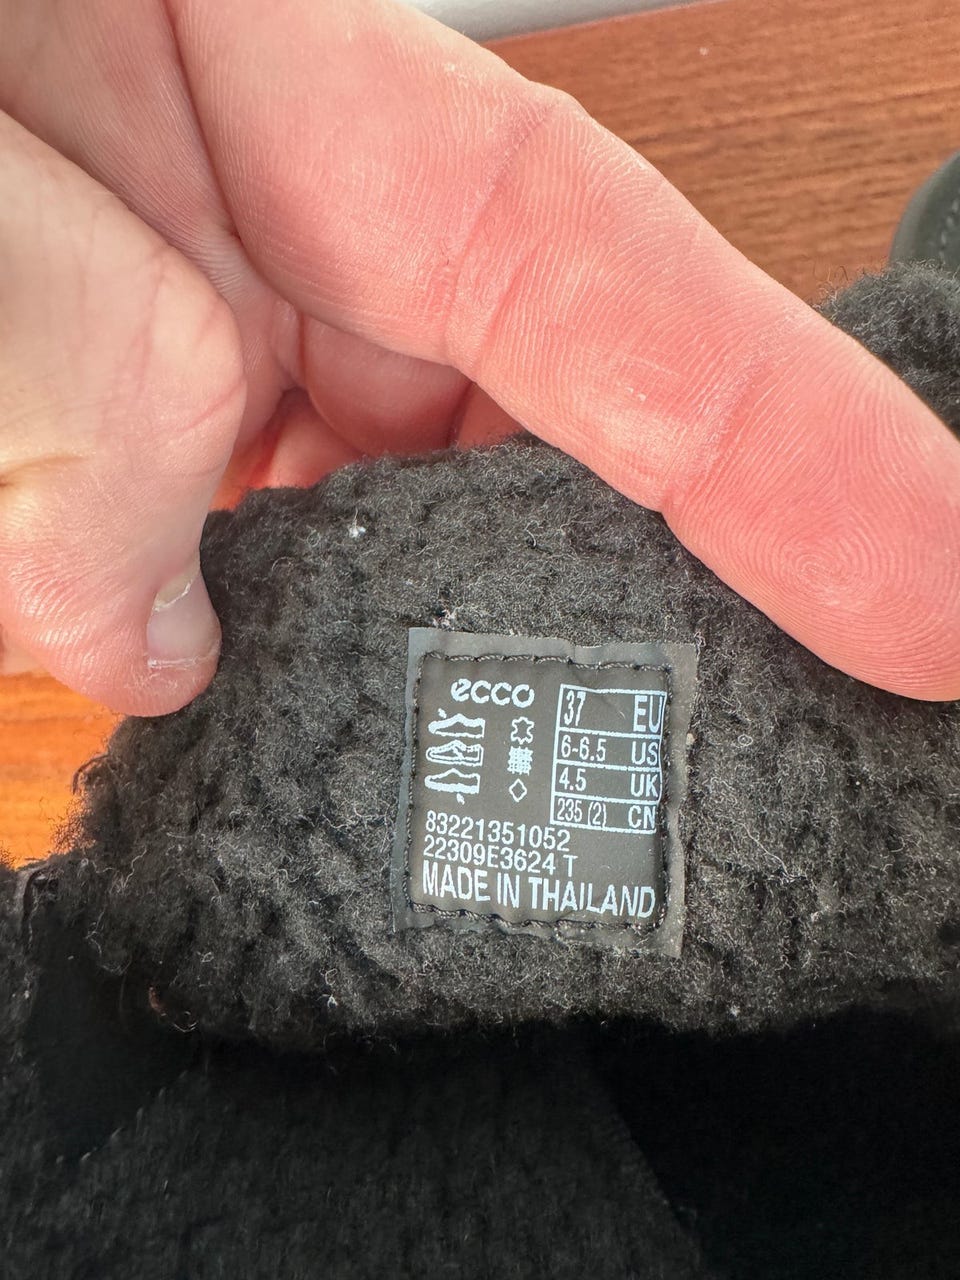 ecco
37 EU
6-6.5 US
4.5 UK
235 (2) CN
83221351052
22309E3624 T
MADE IN THAILAND